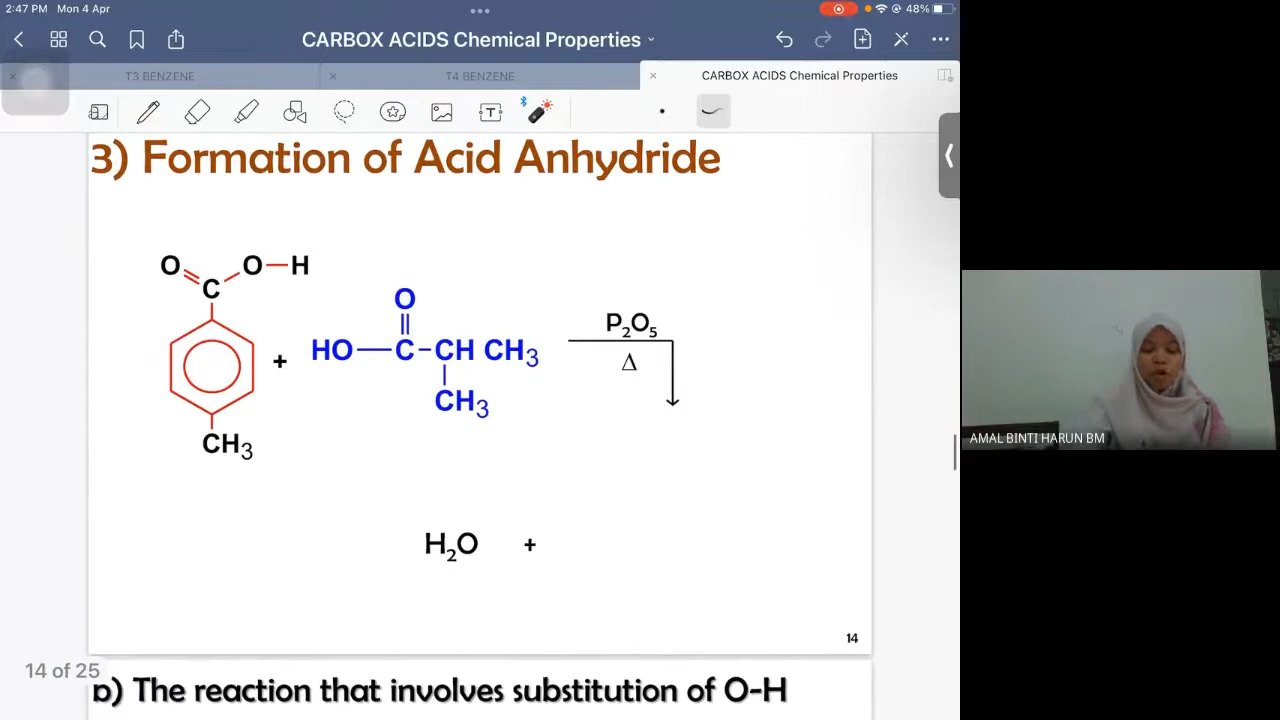 2:47 PM Mon 4 Apr
48%
CARBOX ACIDS Chemical Properties
T3 BENZENE
T4 BENZENE
CARBOX ACIDS Chemical Properties
3) Formation of Acid Anhydride
O
O—H
C
+
CH3
O
HO—C-CH CH3
CH3
P2O5
Δ
H2O +
14
14 of 25
b) The reaction that involves substitution of O-H
AMAL BINTI HARUN BM